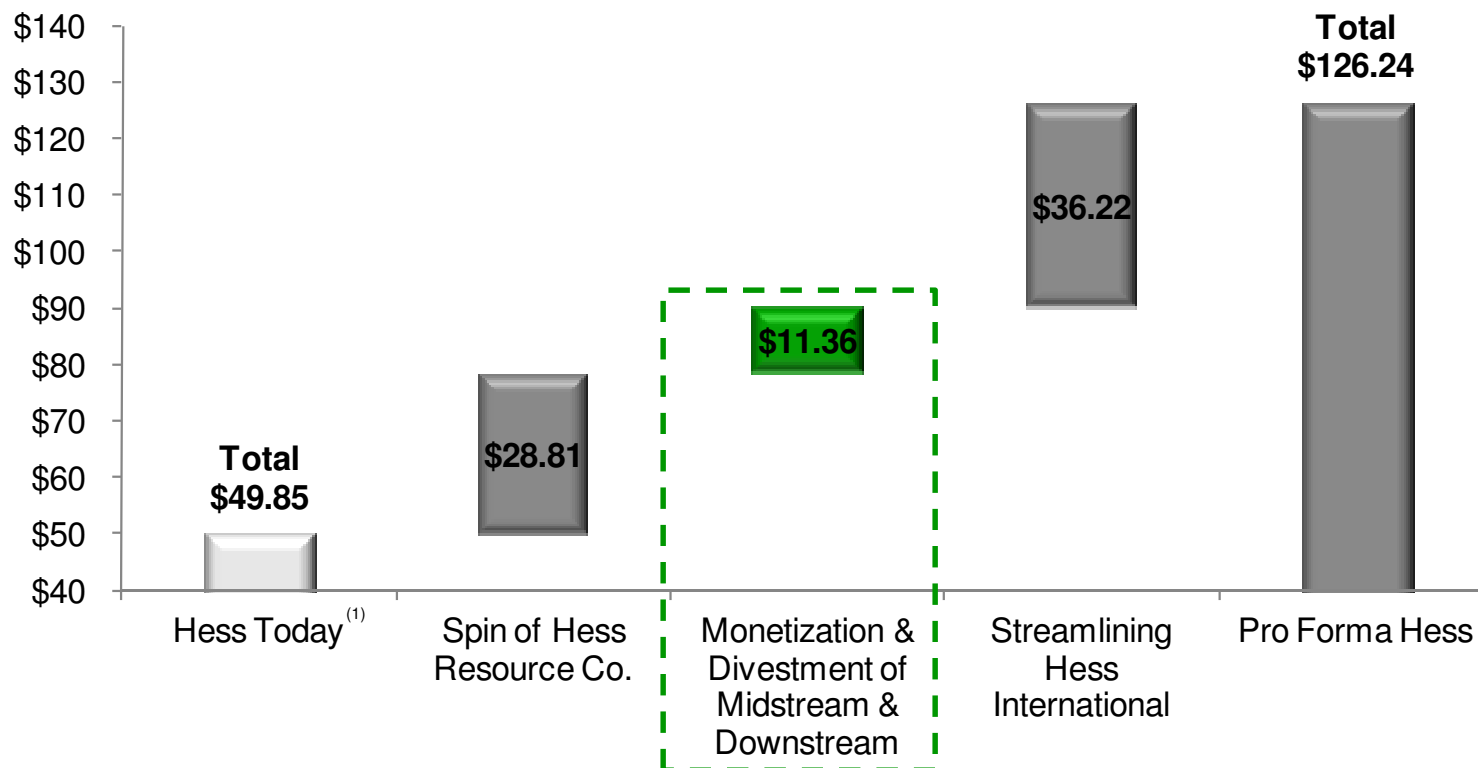 $140
$130
$120
$110
$100
$90
$80
$70
$60
$50
$40
Total
$49.85
$28.81
$11.36
$36.22
Total
$126.24
Hess Today (1)
Spin of Hess
Resource Co.
Monetization &
Divestment of
Midstream &
Downstream
Streamlining
Hess
International
Pro Forma Hess